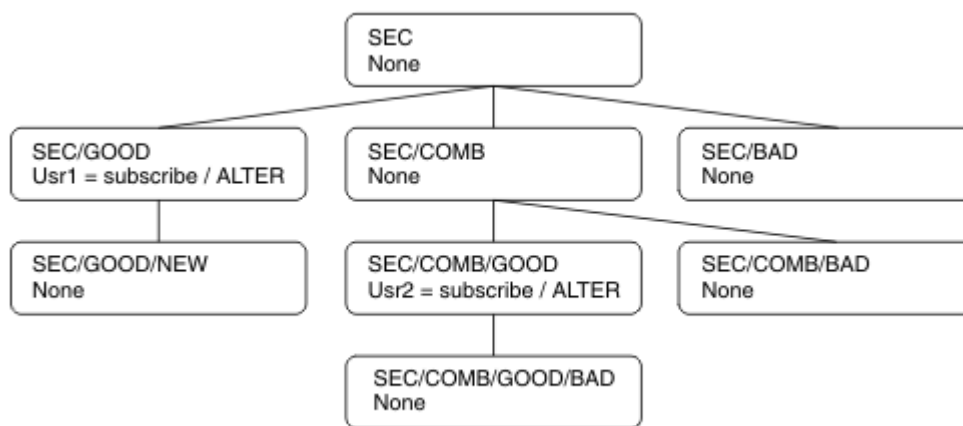 SEC
None
SEC/GOOD
Usr1 = subscribe / ALTER
SEC/COMB
None
SEC/BAD
None
SEC/GOOD/NEW
None
SEC/COMB/GOOD
Usr2 = subscribe / ALTER
SEC/COMB/BAD
None
SEC/COMB/GOOD/BAD
None